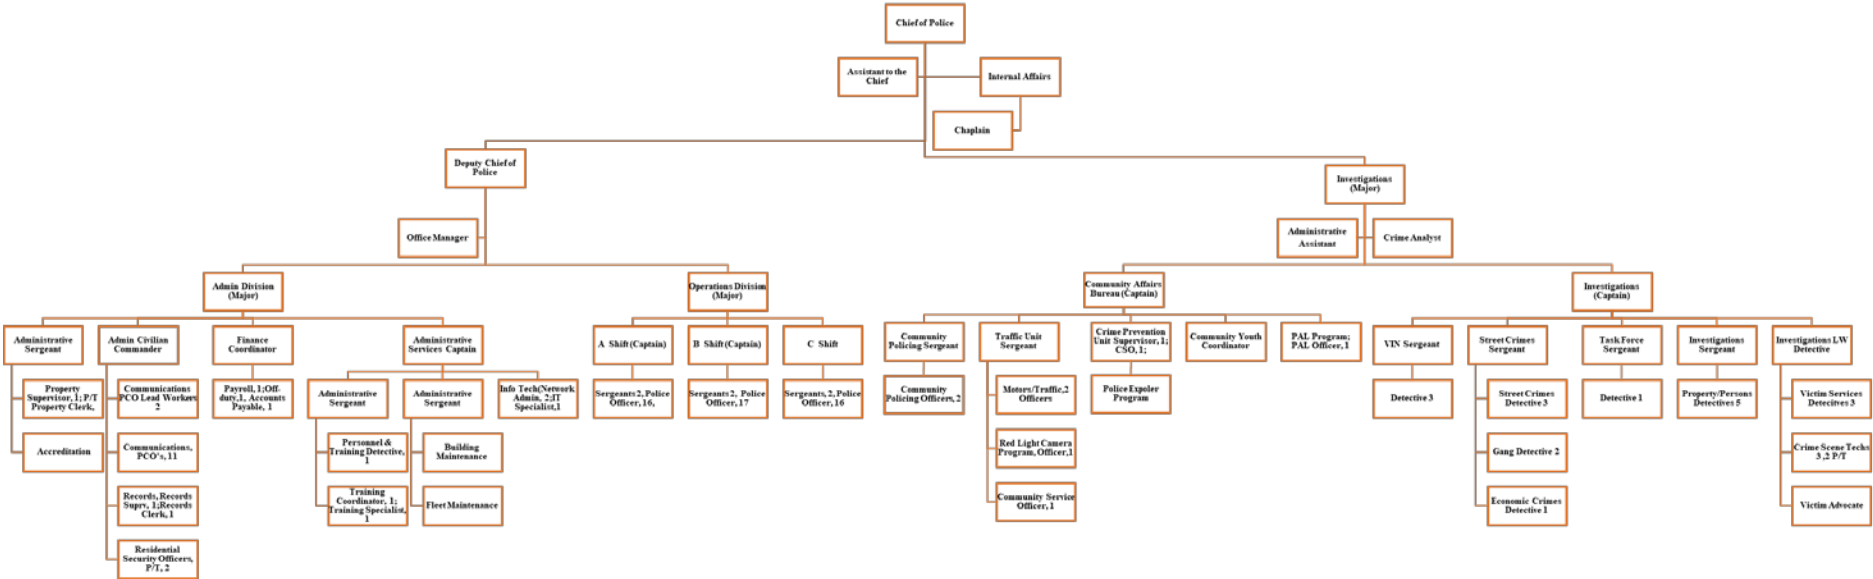 Chief of Police
Assistant to the
Chief
Internal Affairs
Chaplain
Deputy Chief of
Police
Investigations
(Major)
Office Manager
Administrative
Assistant
Crime Analyst
Admin Division
(Major)
Operations Division
(Major)
Community Affairs
Bureau (Captain)
Investigations
(Captain)
Administrative
Sergeant
Admin Civilian
Commander
Finance
Coordinator
Administrative
Services Captain
A Shift (Captain)
B Shift (Captain)
C Shift
Community
Policing Sergeant
Traffic Unit
Sergeant
Crime Prevention
Unit Supervisor, 1;
CSO, 1;
Community Youth
Coordinator
PAL Program;
PAL Officer, 1
VIN Sergeant
Street Crimes
Sergeant
Task Force
Sergeant
Investigations
Sergeant
Investigations LW
Detective
Property
Supervisor, 1; P/T
Property Clerk,
Communications
PCO Lead Workers
2
Payroll, 1;Off-
duty,1, Accounts
Payable, 1
Administrative
Sergeant
Administrative
Sergeant
Info Tech(Network
Admin, 2;IT
Specialist,1
Sergeants 2, Police
Officer, 16,
Sergeants 2, Police
Officer, 17
Sergeants, 2, Police
Officer, 16
Community
Policing Officers, 2
Motors/Traffic,2
Officers
Police Expoler
Program
Detective 3
Street Crimes
Detective 3
Detective 1
Property/Persons
Detectives 5
Victim Services
Detecitves 3
Accreditation
Communications,
PCO's, 11
Personnel &
Training Detective,
1
Building
Maintenance
Red Light Camera
Program, Officer,1
Gang Detective 2
Crime Scene Techs
3 ,2 P/T
Records, Records
Suprv, 1;Records
Clerk, 1
Training
Coordinator, 1;
Training Specialist,
1
Fleet Maintenance
Community Service
Officer, 1
Economic Crimes
Detective 1
Victim Advocate
Residential
Security Officers,
P/T, 2